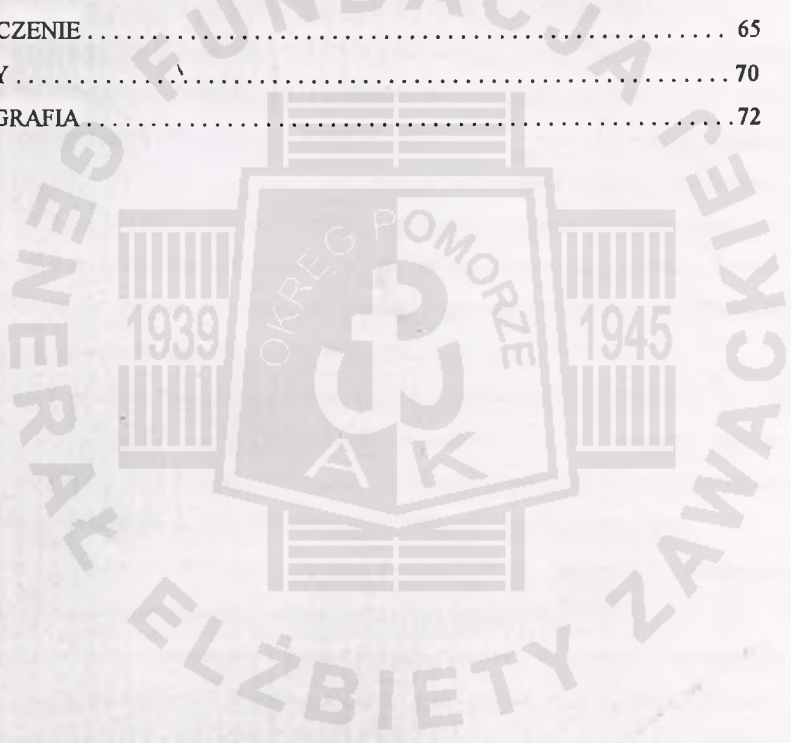 CZENIE ........................................................ 65
Y ........................................................ 70
GRAFIA ........................................................ 72
FUNDACJA
GENERAŁ ELŻBIETY ZAWACKIEJ
OKRĘG POMORZE
1939
1945
AK